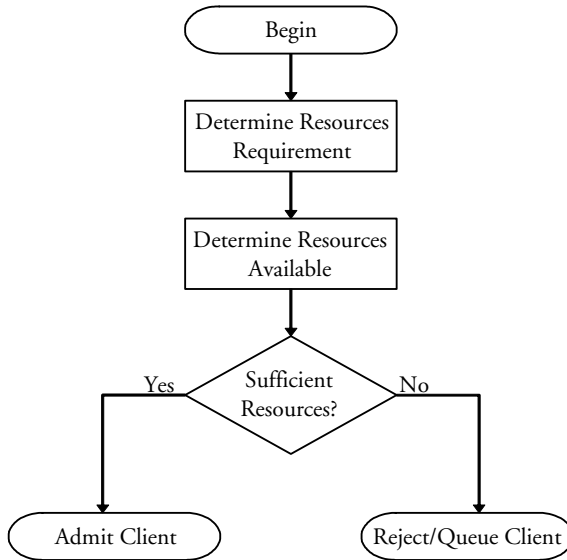 Begin
Determine Resources
Requirement
Determine Resources
Available
Yes
Sufficient
Resources?
No
Admit Client
Reject/Queue Client